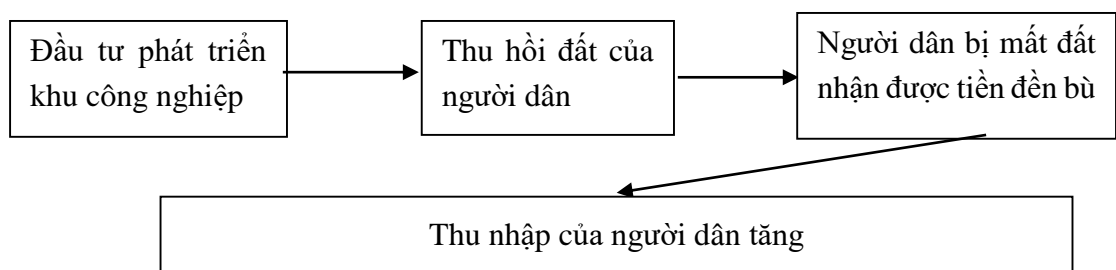 Đầu tư phát triển
khu công nghiệp
Thu hồi đất của
người dân
Người dân bị mất đất
nhận được tiền đền bù
Thu nhập của người dân tăng